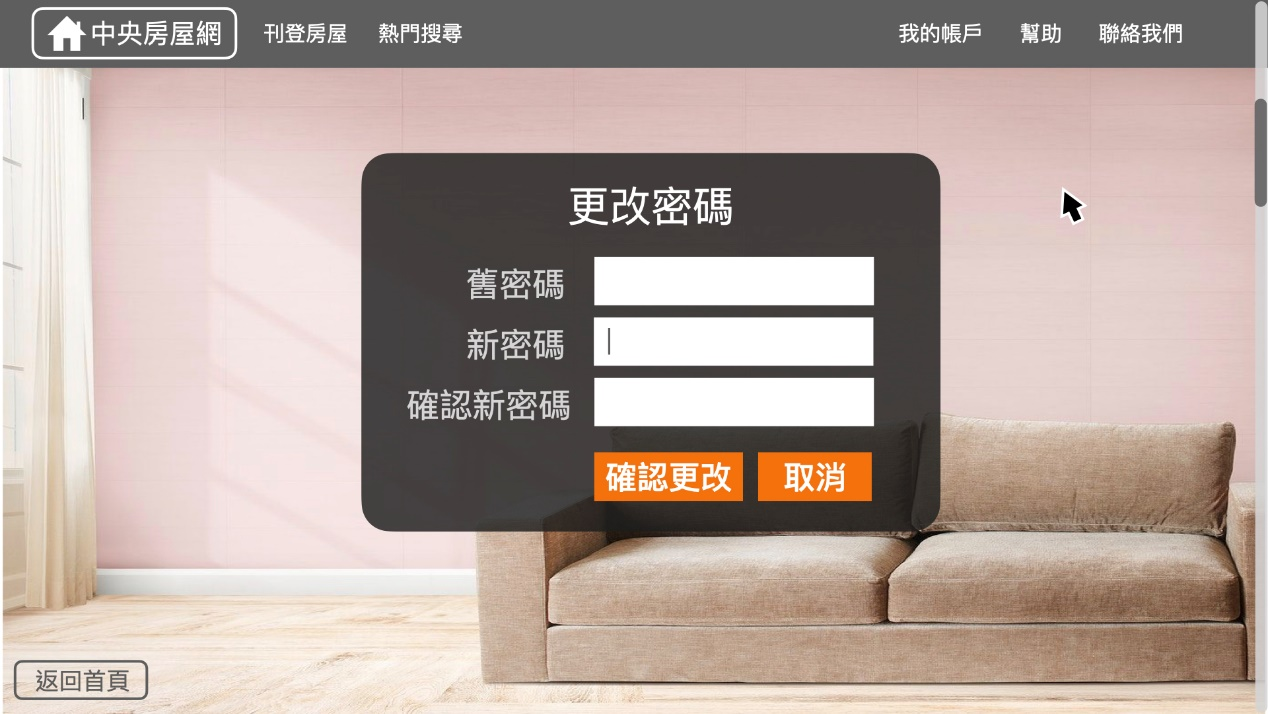 中央房屋網 刊登房屋 熱門搜尋 我的帳戶 幫助 聯絡我們
更改密碼
舊密碼
新密碼
確認新密碼
確認更改 取消
返回首頁